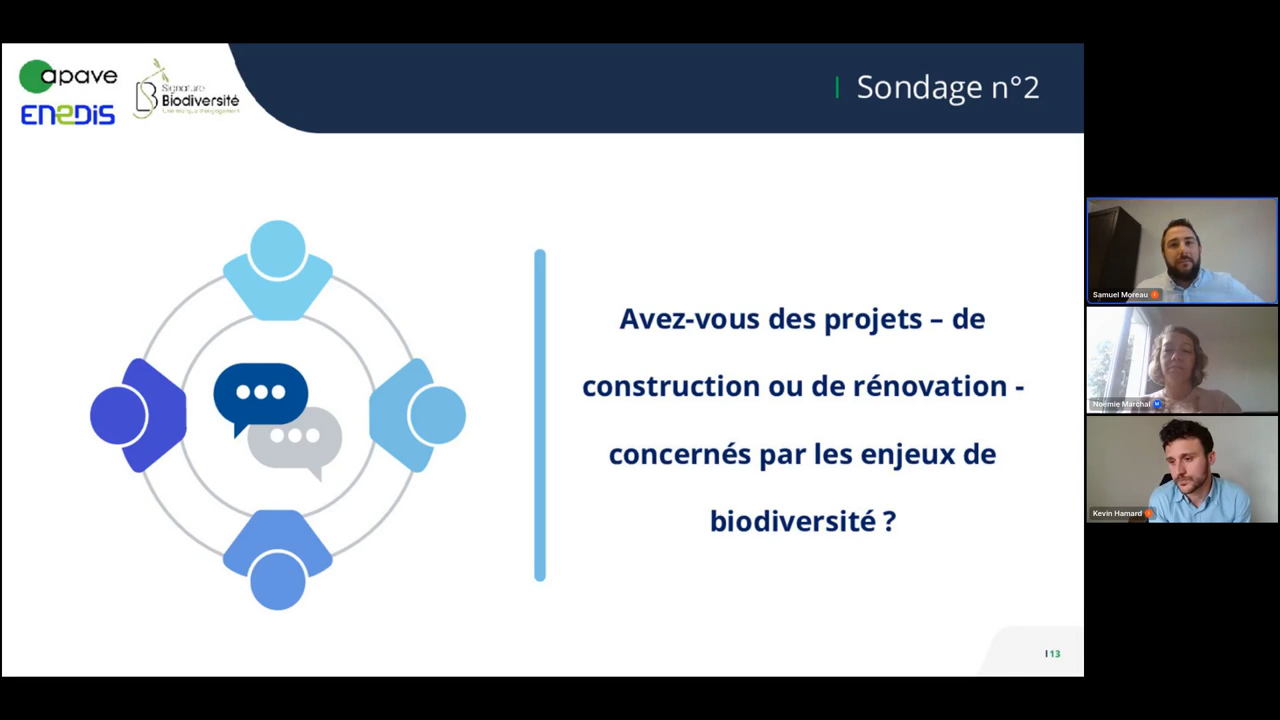 apave
ENEDIS
Signature
Biodiversité
Sondage n°2
Avez-vous des projets – de
construction ou de rénovation -
concernés par les enjeux de
biodiversité ?
13
Samuel Moreau
Noémie Marchal
Kevin Hamard